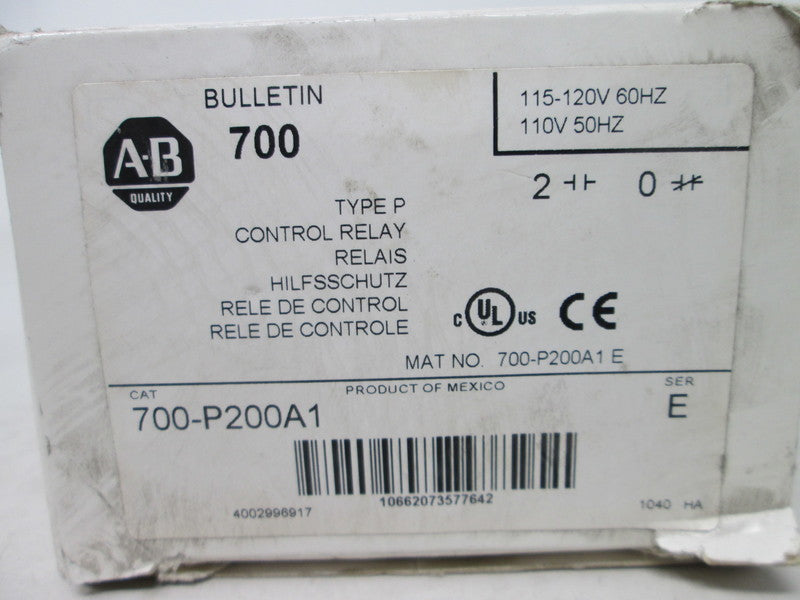 BULLETIN
700
115-120V 60HZ
110V 50HZ
A-B
QUALITY
2 0
TYPE P
CONTROL RELAY
RELAIS
HILFSSCHUTZ
RELE DE CONTROL
RELE DE CONTROLE
C UL US CE
MAT NO. 700-P200A1 E
CAT
PRODUCT OF MEXICO
SER
700-P200A1
E
10662073577642
4002996917
1040 HA